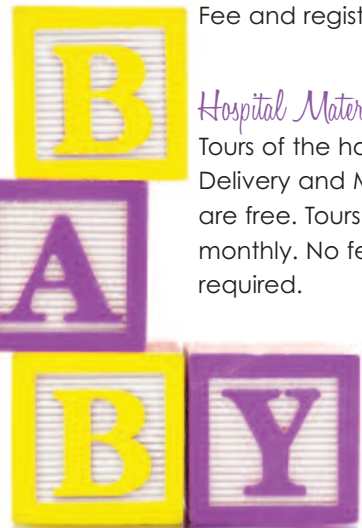 Fee and regist
Hospital Mater
Tours of the ho
Delivery and M
are free. Tours
monthly. No fe
required.
B
A
B Y